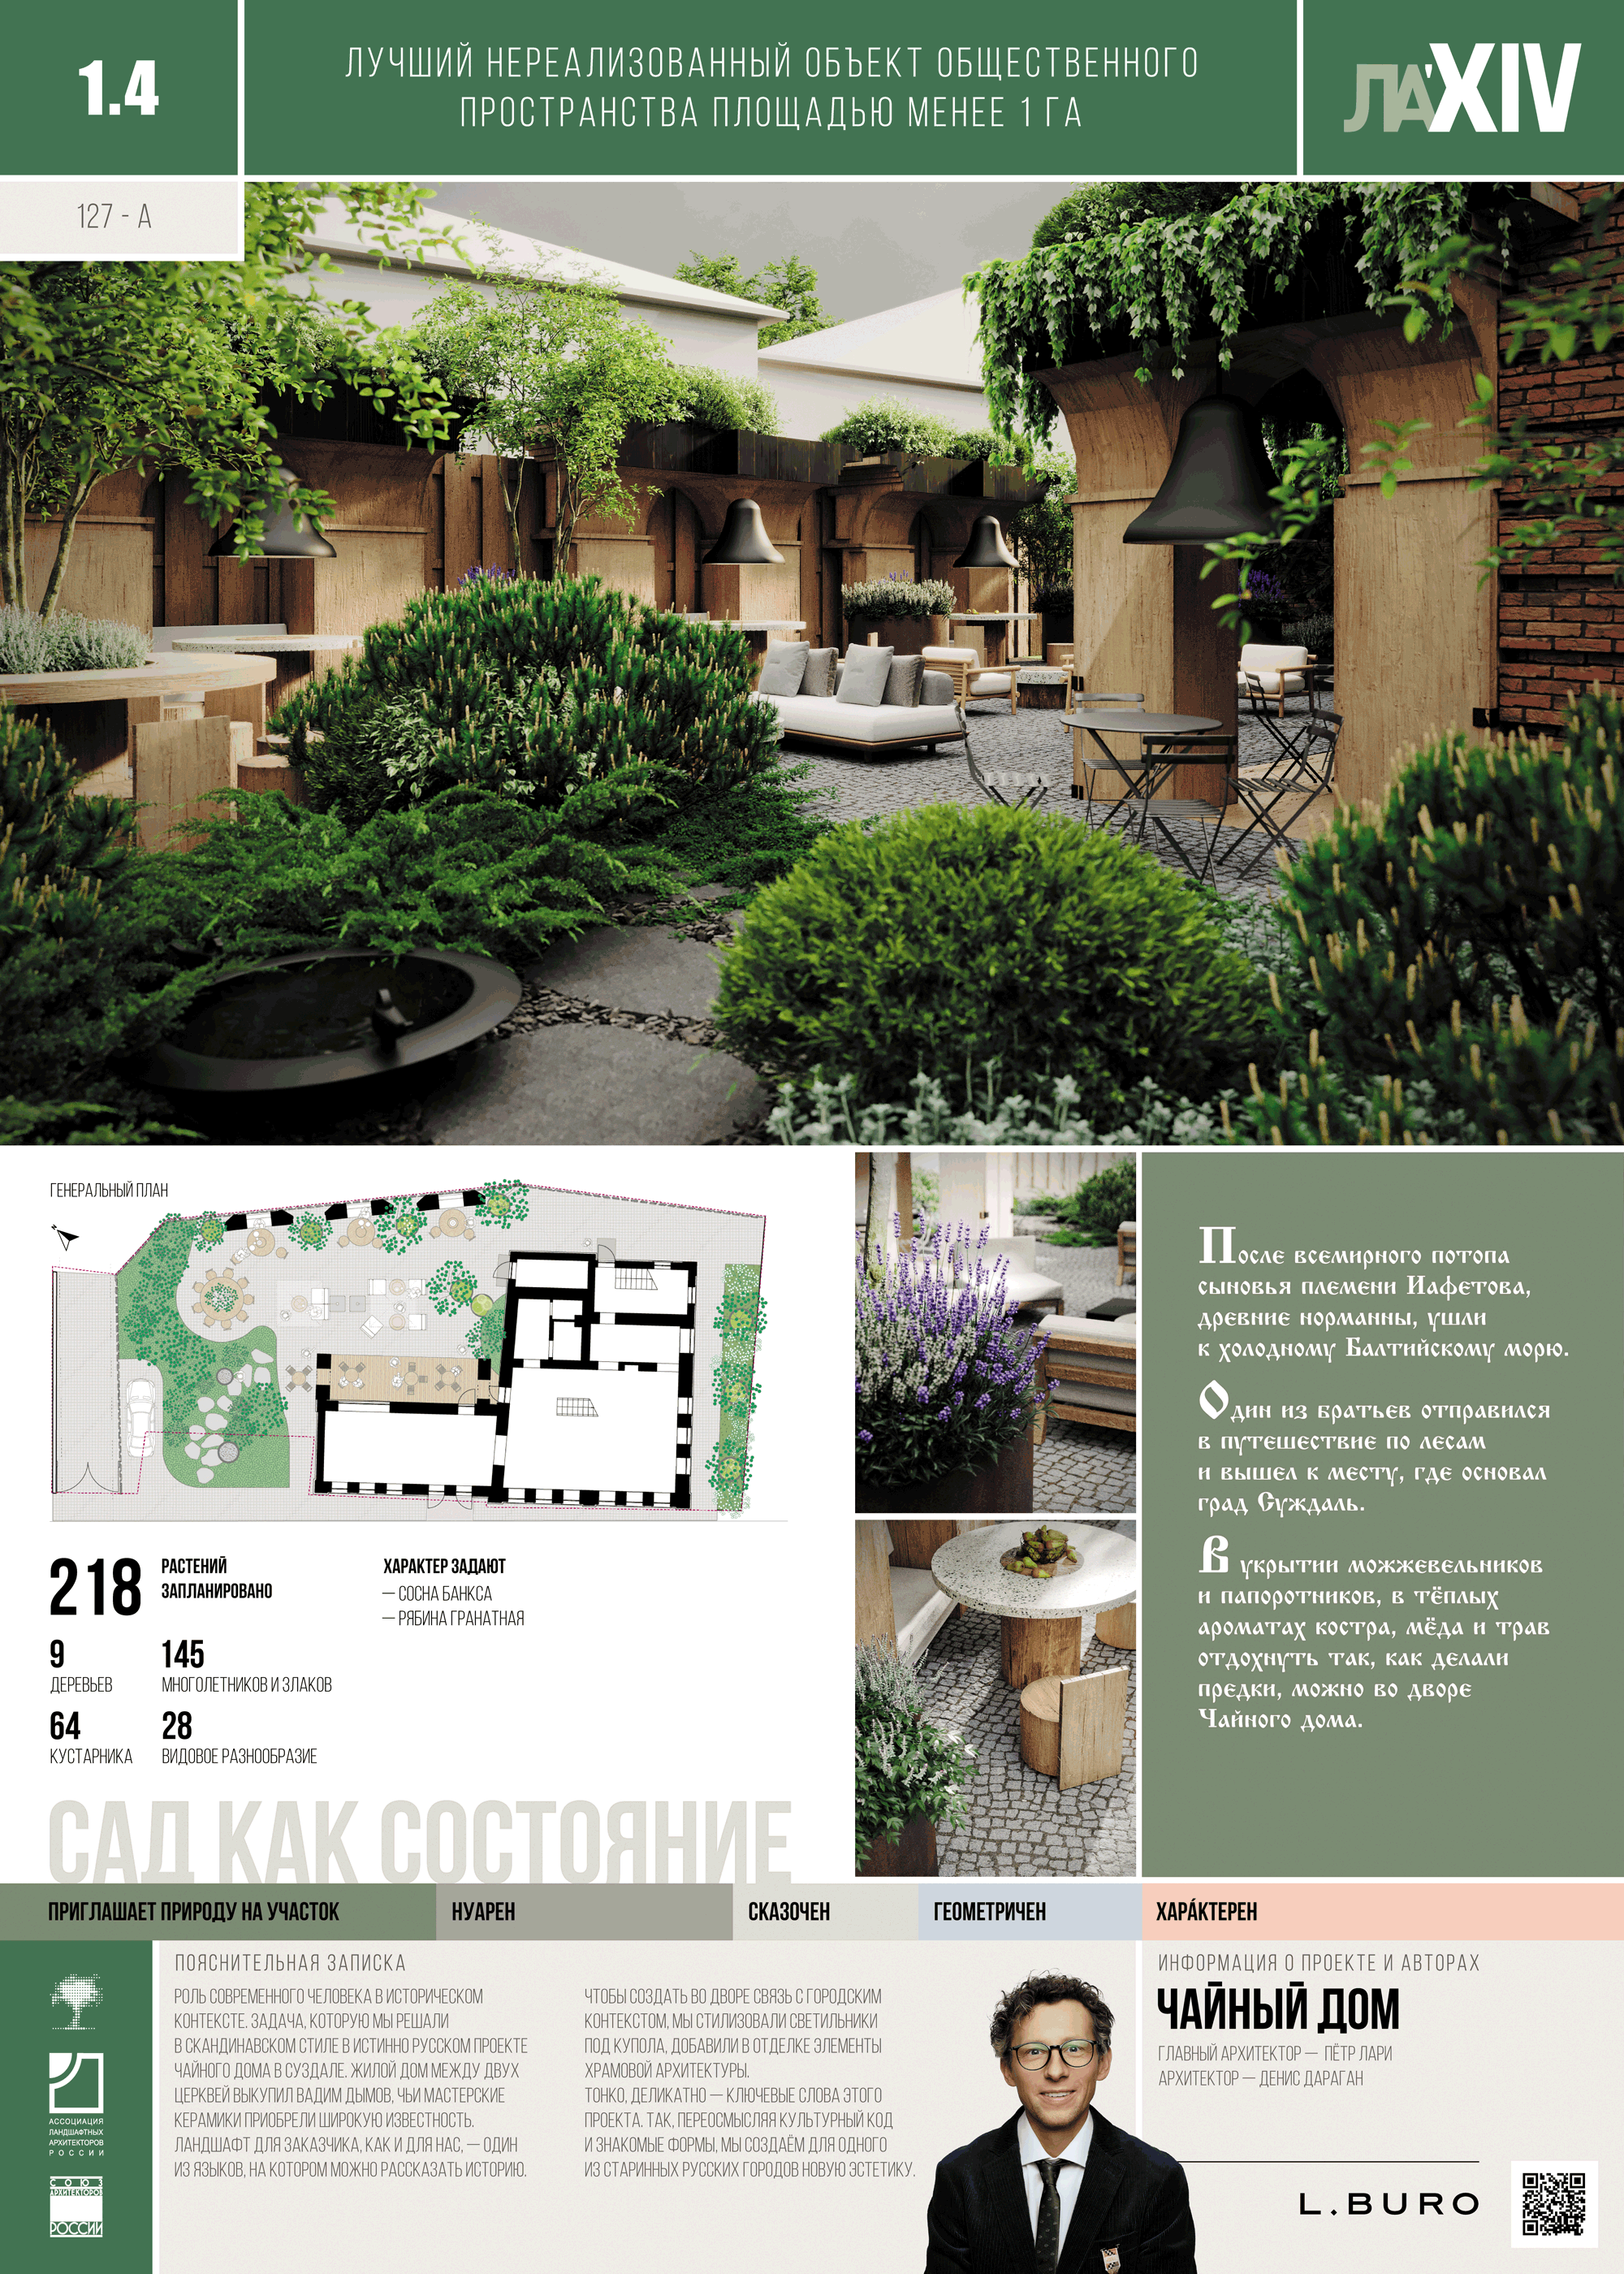 1.4
ЛУЧШИЙ НЕРЕАЛИЗОВАННЫЙ ОБЪЕКТ ОБЩЕСТВЕННОГО
ПРОСТРАНСТВА ПЛОЩАДЬЮ МЕНЕЕ 1 ГА
ЛА'XIV
127 - А
ГЕНЕРАЛЬНЫЙ ПЛАН
После всемирного потопа
сыновья племени Иафетова,
древние норманны, ушли
к холодному Балтийскому морю.
Один из братьев отправился
в путешествие по лесам
и вышел к месту, где основал
град Суждаль.
В укрытии можжевельников
и папоротников, в тёплых
ароматах костра, мёда и трав
отдохнуть так, как делали
предки, можно во дворе
Чайного дома.
218 РАСТЕНИЙ
ЗАПЛАНИРОВАНО
9
ДЕРЕВЬЕВ
145
МНОГОЛЕТНИКОВ И ЗЛАКОВ
64
КУСТАРНИКА
28
ВИДОВОЕ РАЗНООБРАЗИЕ
ХАРАКТЕР ЗАДАЮТ
— СОСНА БАНКСА
— РЯБИНА ГРАНАТНАЯ
САД КАК СОСТОЯНИЕ
ПРИГЛАШАЕТ ПРИРОДУ НА УЧАСТОК
НУАРЕН
СКАЗОЧЕН
ГЕОМЕТРИЧЕН
ХАРА́КТЕРЕН
ПОЯСНИТЕЛЬНАЯ ЗАПИСКА
РОЛЬ СОВРЕМЕННОГО ЧЕЛОВЕКА В ИСТОРИЧЕСКОМ
КОНТЕКСТЕ. ЗАДАЧА, КОТОРУЮ МЫ РЕШАЛИ
В СКАНДИНАВСКОМ СТИЛЕ В ИСТИННО РУССКОМ ПРОЕКТЕ
ЧАЙНОГО ДОМА В СУЗДАЛЕ. ЖИЛОЙ ДОМ МЕЖДУ ДВУХ
ЦЕРКВЕЙ ВЫКУПИЛ ВАДИМ ДЫМОВ, ЧЬИ МАСТЕРСКИЕ
КЕРАМИКИ ПРИОБРЕЛИ ШИРОКУЮ ИЗВЕСТНОСТЬ.
ЛАНДШАФТ ДЛЯ ЗАКАЗЧИКА, КАК И ДЛЯ НАС, — ОДИН
ИЗ ЯЗЫКОВ, НА КОТОРОМ МОЖНО РАССКАЗАТЬ ИСТОРИЮ.
ЧТОБЫ СОЗДАТЬ ВО ДВОРЕ СВЯЗЬ С ГОРОДСКИМ
КОНТЕКСТОМ, МЫ СТИЛИЗОВАЛИ СВЕТИЛЬНИКИ
ПОД КУПОЛА, ДОБАВИЛИ В ОТДЕЛКЕ ЭЛЕМЕНТЫ
ХРАМОВОЙ АРХИТЕКТУРЫ.
ТОНКО, ДЕЛИКАТНО — КЛЮЧЕВЫЕ СЛОВА ЭТОГО
ПРОЕКТА. ТАК, ПЕРЕОСМЫСЛЯЯ КУЛЬТУРНЫЙ КОД
И ЗНАКОМЫЕ ФОРМЫ, МЫ СОЗДАЁМ ДЛЯ ОДНОГО
ИЗ СТАРИННЫХ РУССКИХ ГОРОДОВ НОВУЮ ЭСТЕТИКУ.
ИНФОРМАЦИЯ О ПРОЕКТЕ И АВТОРАХ
ЧАЙНЫЙ ДОМ
ГЛАВНЫЙ АРХИТЕКТОР — ПЁТР ЛАРИ
АРХИТЕКТОР — ДЕНИС ДАРАГАН
L.BURO
АССОЦИАЦИЯ
ЛАНДШАФТНЫХ
АРХИТЕКТОРОВ
РОССИИ
СОЮЗ
АРХИТЕКТОРОВ
РОССИИ